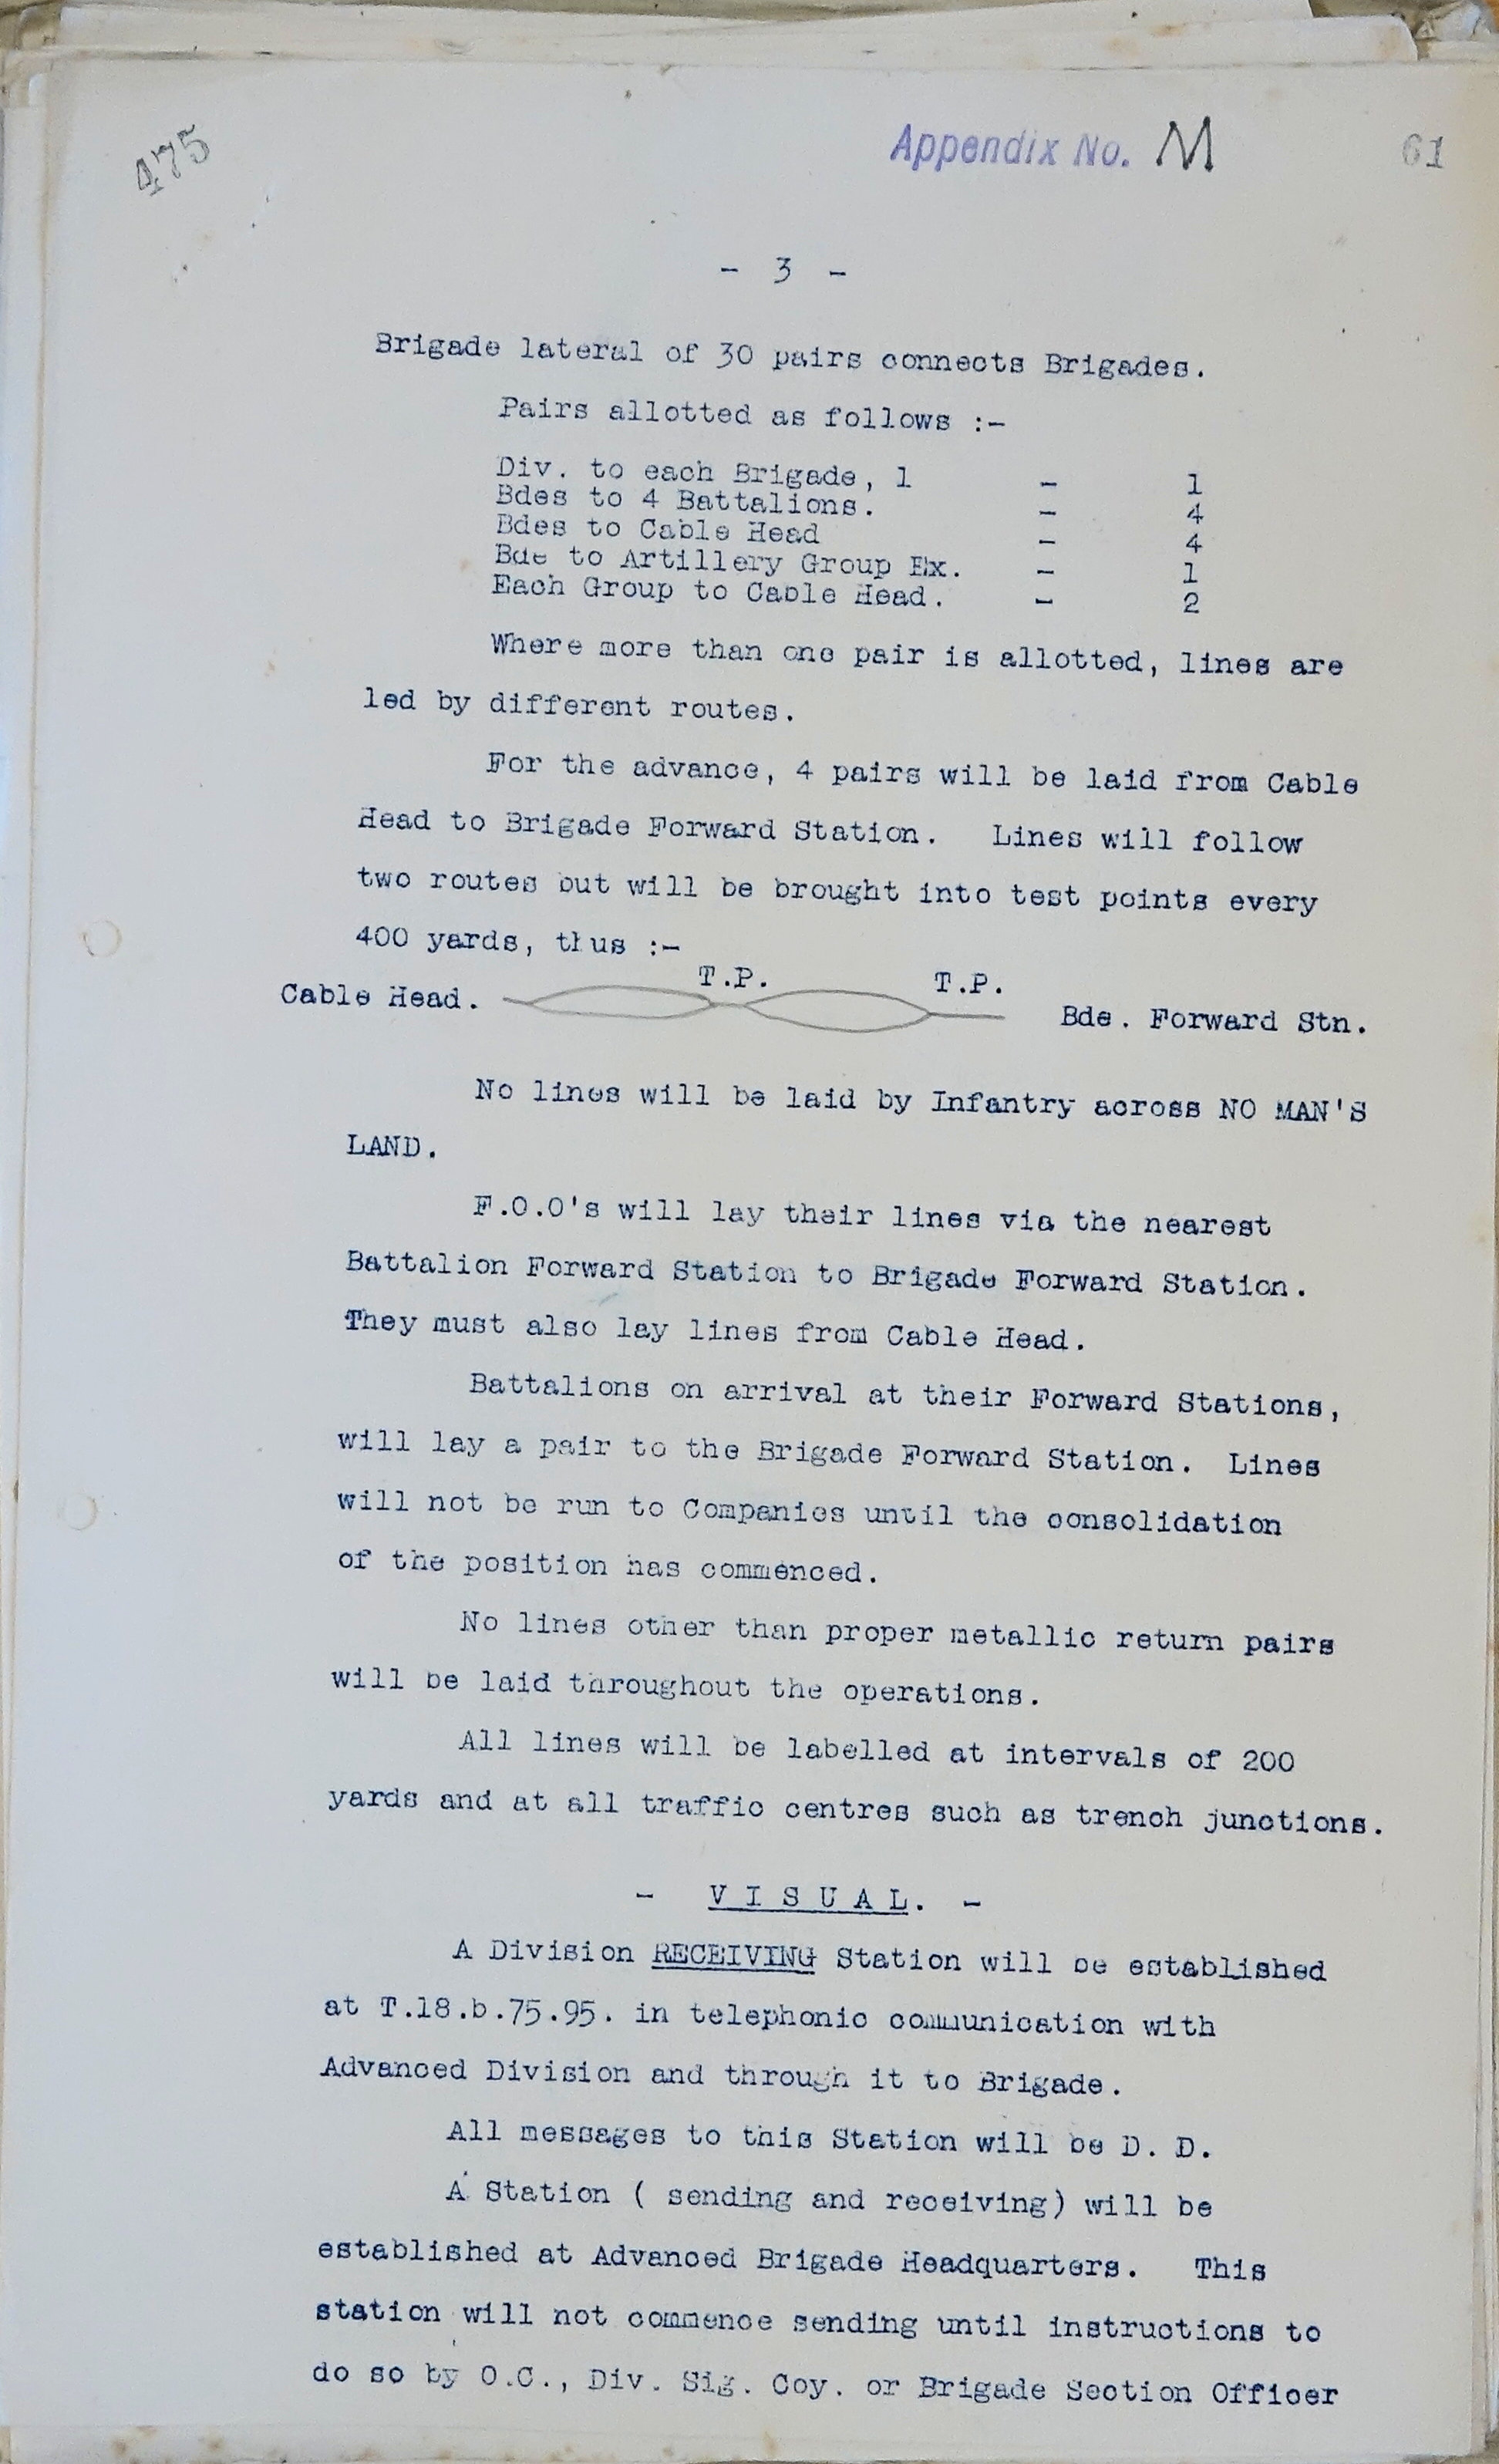 475
Appendix No. M
61
- 3 -
Brigade lateral of 30 pairs connects Brigades.
Pairs allotted as follows :-
Div. to each Brigade, 1 - 1
Bdes to 4 Battalions. - 4
Bdes to Cable Head - 4
Bde to Artillery Group Ex. - 1
Each Group to Cable Head. - 2
Where more than one pair is allotted, lines are
led by different routes.
For the advance, 4 pairs will be laid from Cable
Head to Brigade Forward Station. Lines will follow
two routes but will be brought into test points every
400 yards, thus :-
T.P. T.P.
Cable Head. Bde. Forward Stn.
No lines will be laid by Infantry across NO MAN'S
LAND.
F.O.O's will lay their lines via the nearest
Battalion Forward Station to Brigade Forward Station.
They must also lay lines from Cable Head.
Battalions on arrival at their Forward Stations,
will lay a pair to the Brigade Forward Station. Lines
will not be run to Companies until the consolidation
of the position has commenced.
No lines other than proper metallic return pairs
will be laid throughout the operations.
All lines will be labelled at intervals of 200
yards and at all traffic centres such as trench junctions.
- V I S U A L. -
A Division RECEIVING Station will be established
at T.18.b.75.95. in telephonic communication with
Advanced Division and through it to Brigade.
All messages to this Station will be D. D.
A Station ( sending and receiving) will be
established at Advanced Brigade Headquarters. This
station will not commence sending until instructions to
do so by O.C., Div. Sig. Coy. or Brigade Section Officer